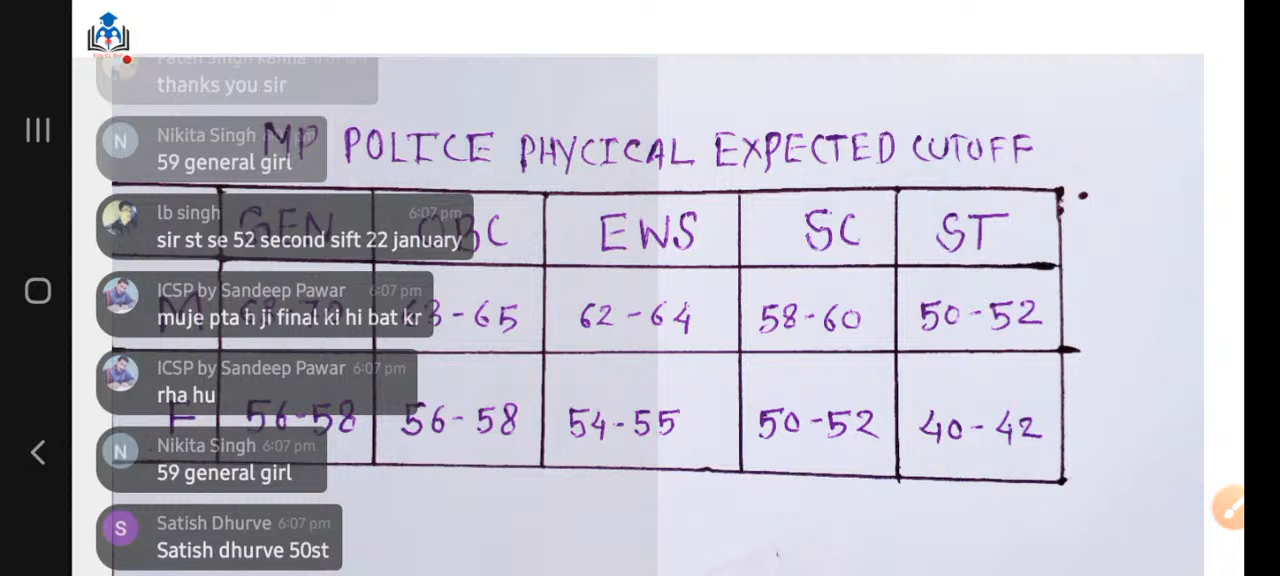 thanks you sir
Nikita Singh
59 general girl
MP POLICE PHYCICAL EXPECTED CUTOFF
lb singh 6:07 pm
sir st se 52 second sift 22 january
GEN OBC EWS SC ST
ICSP by Sandeep Pawar 6:07 pm
muje pta h ji final ki hi bat kr
M 63-65 62-64 58-60 50-52
ICSP by Sandeep Pawar 6:07 pm
rha hu
F 56-58 56-58 54-55 50-52 40-42
Nikita Singh 6:07 pm
59 general girl
Satish Dhurve 6:07 pm
Satish dhurve 50st